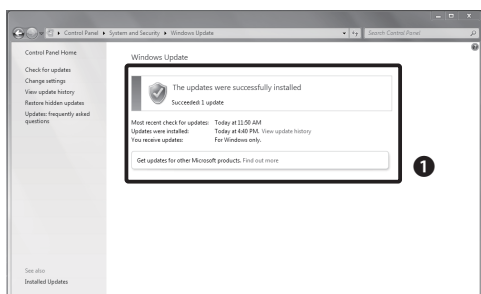 Control Panel ▸ System and Security ▸ Windows Update
Search Control Panel
Control Panel Home
Check for updates
Change settings
View update history
Restore hidden updates
Updates: frequently asked
questions
Windows Update
The updates were successfully installed
Succeeded: 1 update
Most recent check for updates: Today at 11:50 AM
Updates were installed: Today at 4:40 PM. View update history
You receive updates: For Windows only.
Get updates for other Microsoft products. Find out more
1
See also
Installed Updates